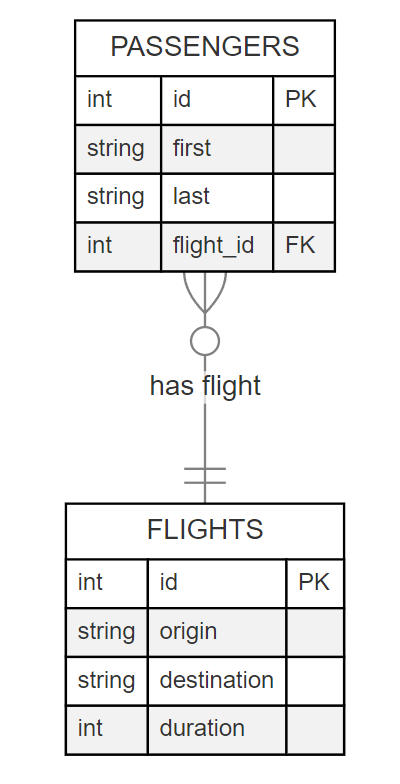 PASSENGERS
int id PK
string first
string last
int flight_id FK
has flight
FLIGHTS
int id PK
string origin
string destination
int duration